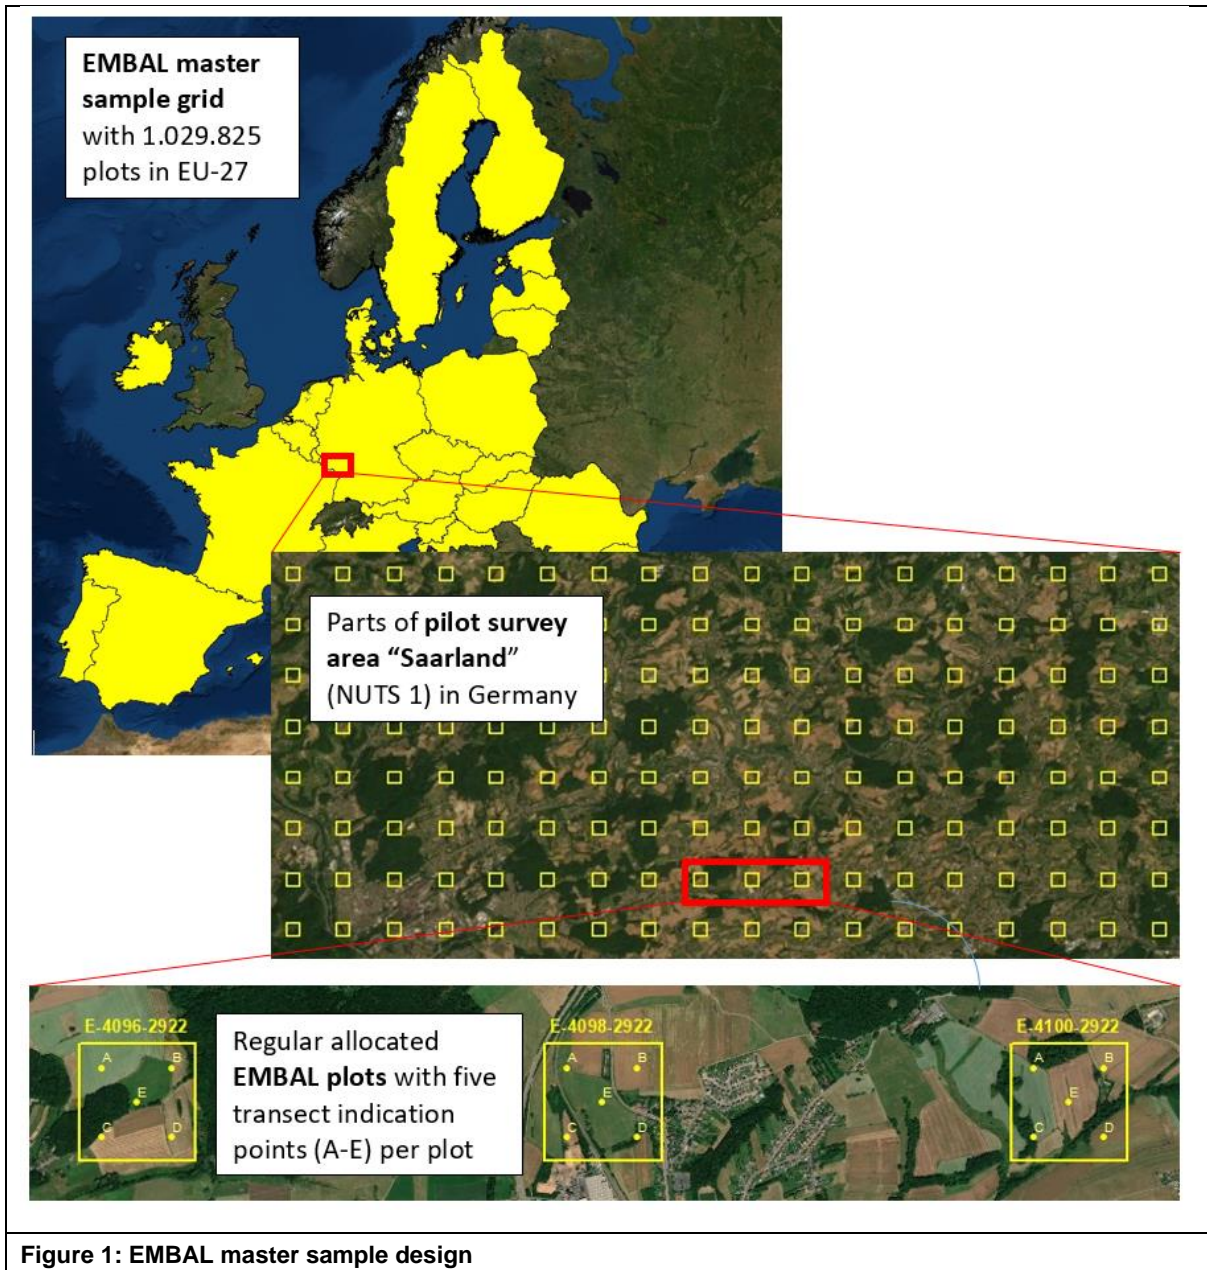 EMBAL master
sample grid
with 1.029.825
plots in EU-27
Parts of pilot survey
area “Saarland”
(NUTS 1) in Germany
E-4096-2922
A
B
E
C
D
Regular allocated
EMBAL plots with five
transect indication
points (A-E) per plot
E-4098-2922
A
B
E
C
D
E-4100-2922
A
B
E
C
D
Figure 1: EMBAL master sample design